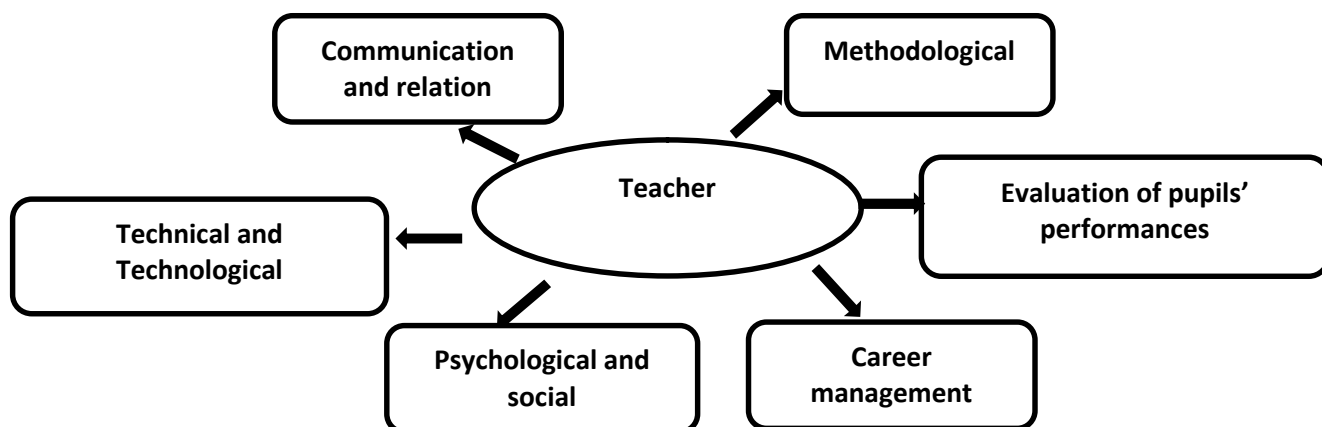 Communication
and relation
Methodological
Teacher
Evaluation of pupils’
performances
Technical and
Technological
Psychological and
social
Career
management